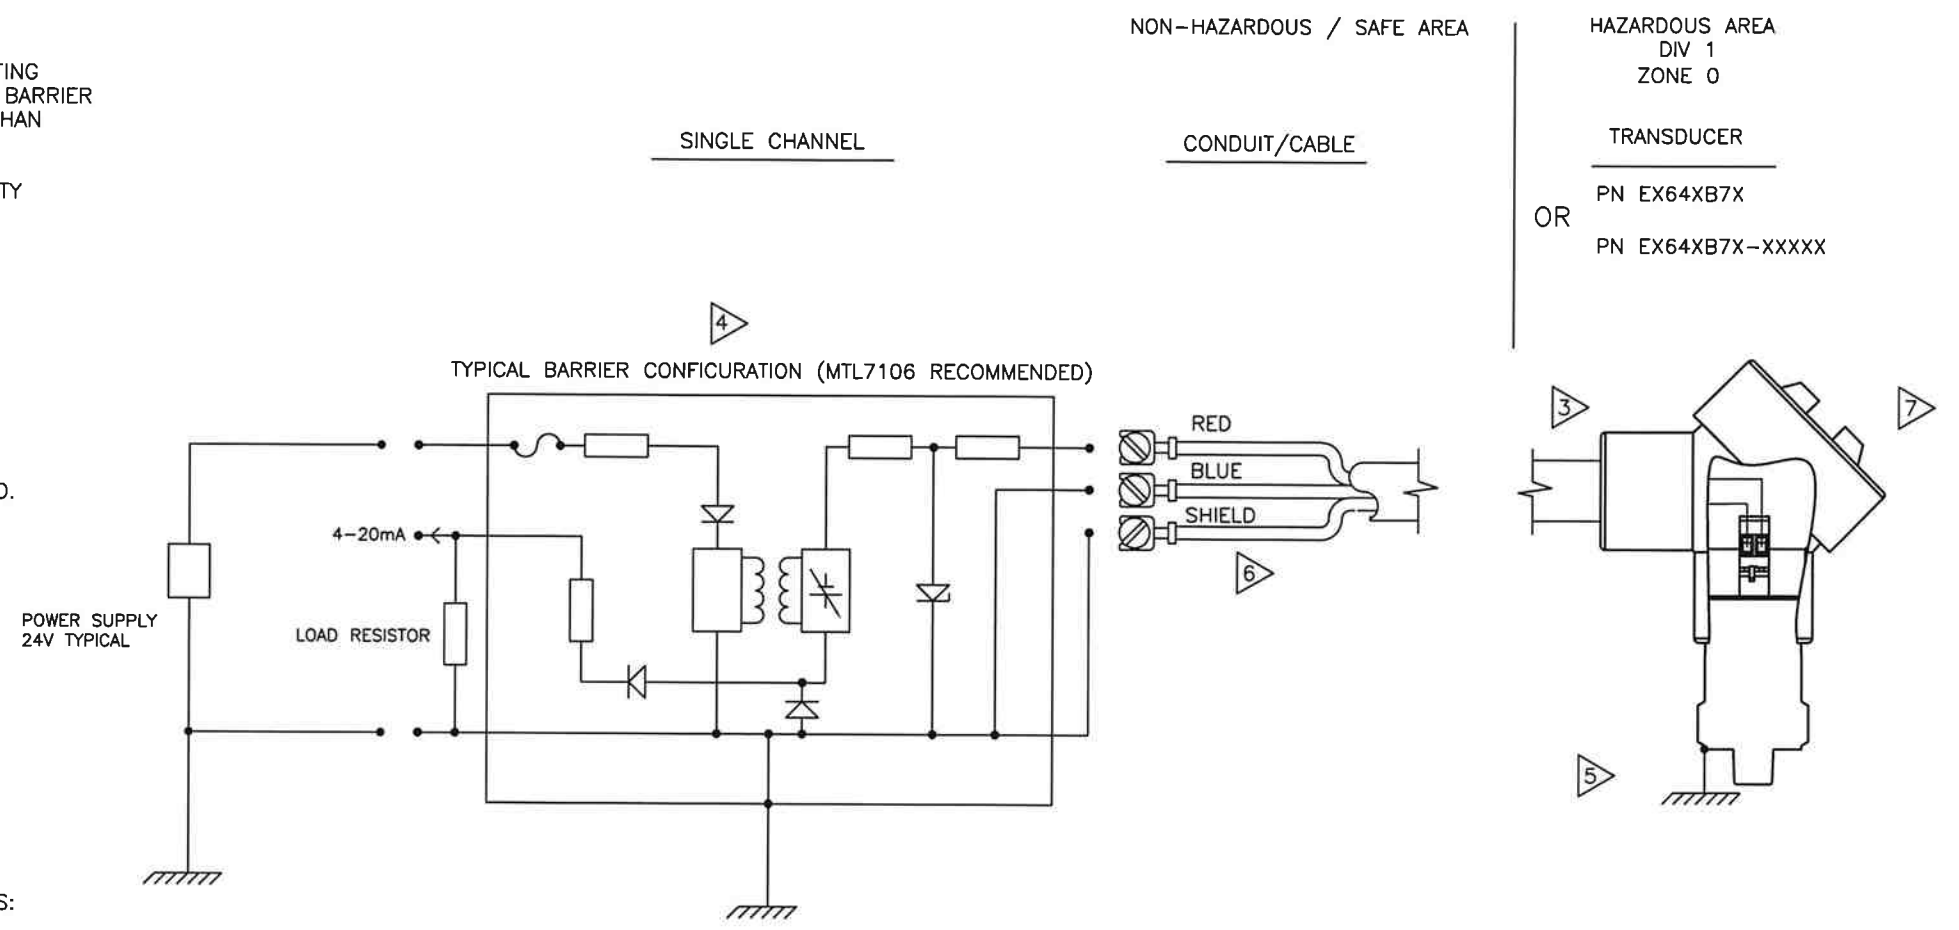 TING
BARRIER
HAN
TY
D.
S:
NON-HAZARDOUS / SAFE AREA
HAZARDOUS AREA
DIV 1
ZONE 0
SINGLE CHANNEL
CONDUIT/CABLE
TRANSDUCER
OR
PN EX64XB7X
PN EX64XB7X-XXXXX
4
TYPICAL BARRIER CONFIGURATION (MTL7106 RECOMMENDED)
3
7
RED
BLUE
SHIELD
6
4-20mA
POWER SUPPLY
24V TYPICAL
LOAD RESISTOR
5